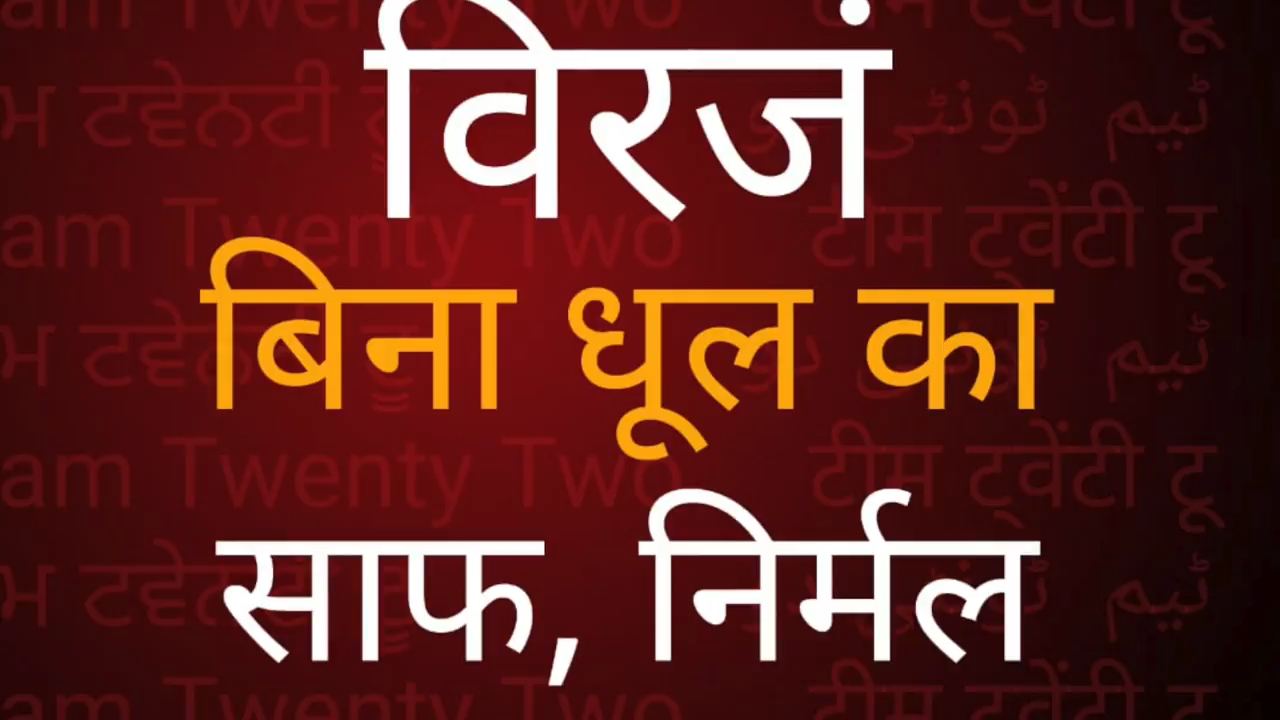 विरजं
बिना धूल का
साफ, निर्मल